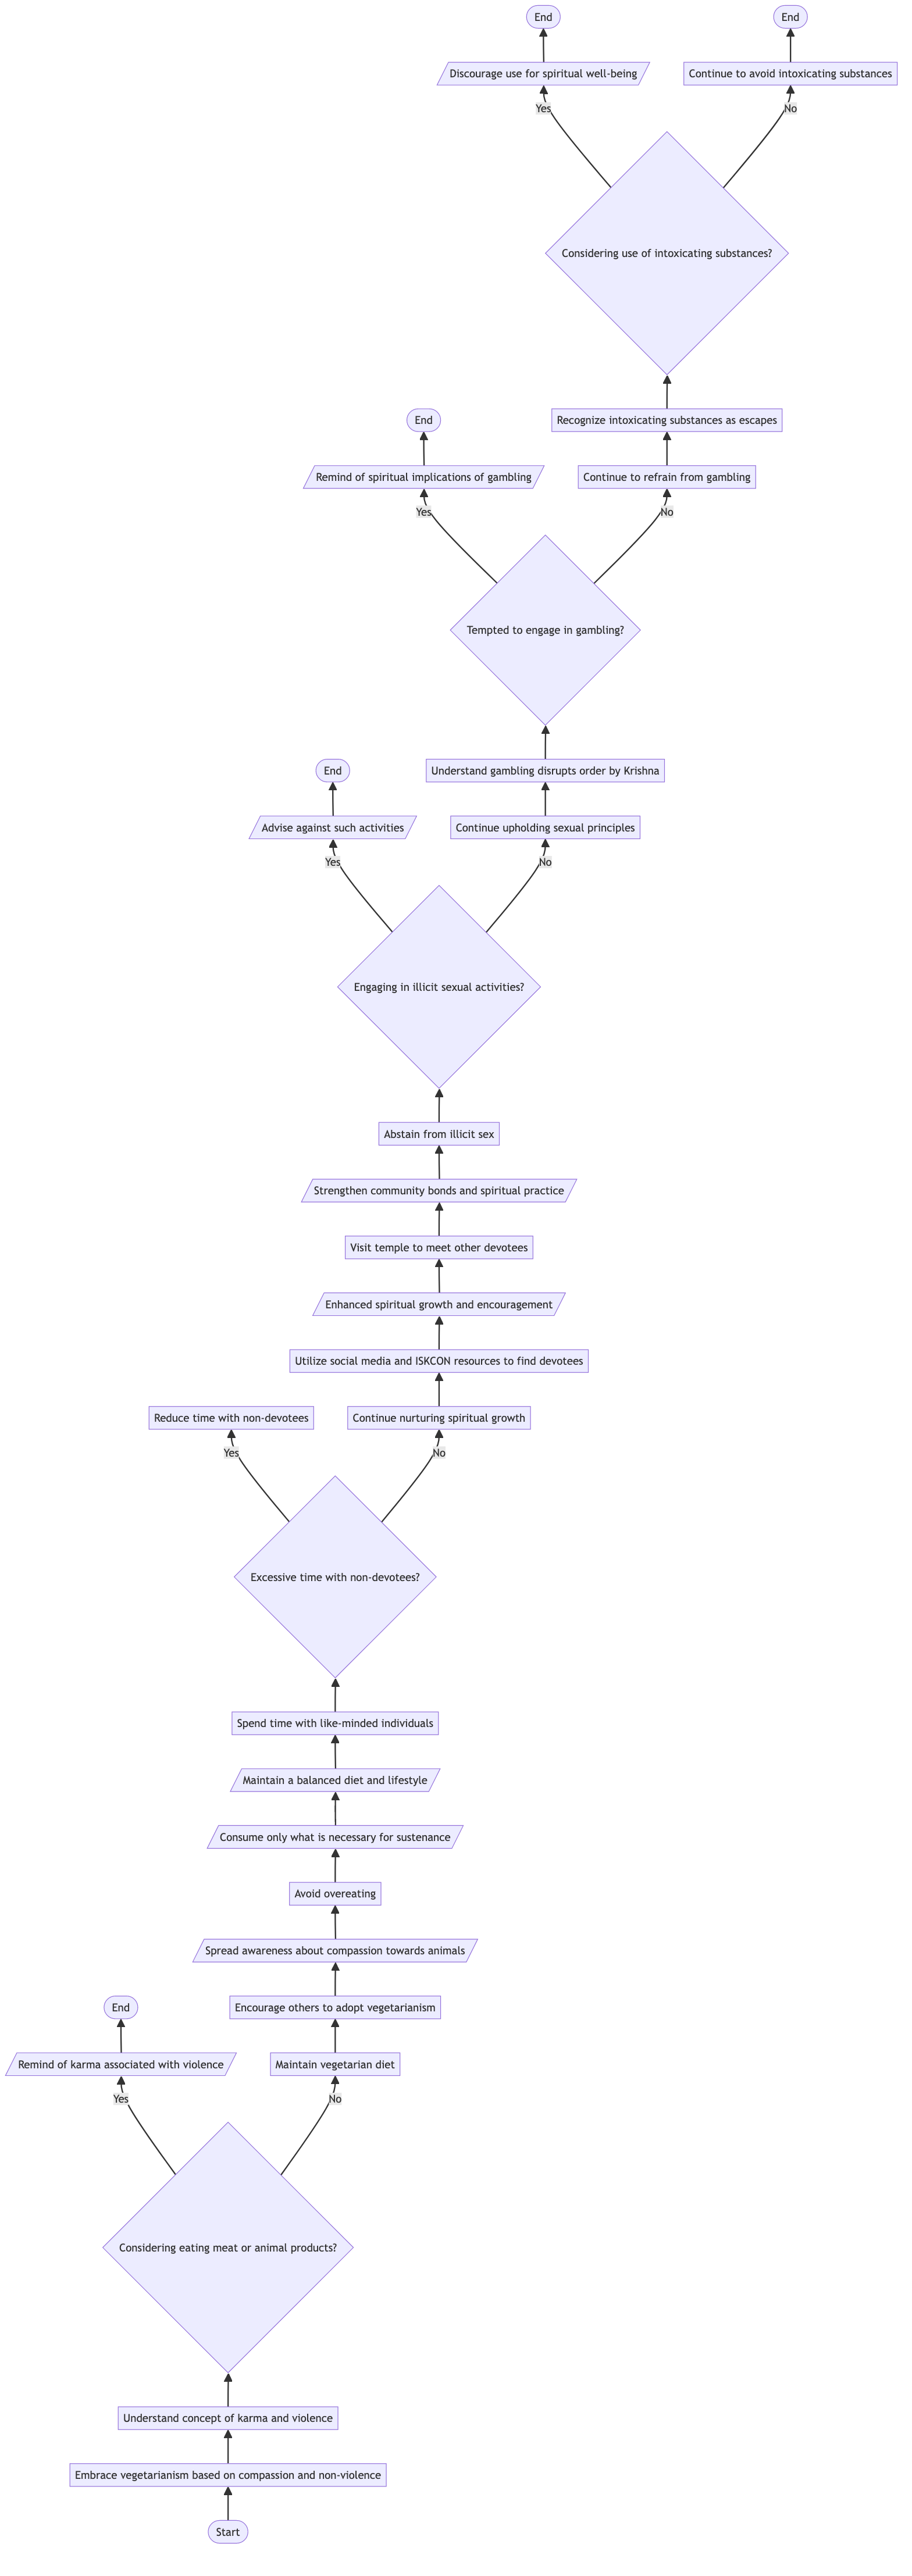 End
End
Discourage use for spiritual well-being
Continue to avoid intoxicating substances
Yes
No
Considering use of intoxicating substances?
End
Recognize intoxicating substances as escapes
Remind of spiritual implications of gambling
Continue to refrain from gambling
Yes
No
Tempted to engage in gambling?
End
Understand gambling disrupts order by Krishna
Advise against such activities
Continue upholding sexual principles
Yes
No
Engaging in illicit sexual activities?
Abstain from illicit sex
Strengthen community bonds and spiritual practice
Visit temple to meet other devotees
Enhanced spiritual growth and encouragement
Utilize social media and ISKCON resources to find devotees
Reduce time with non-devotees
Continue nurturing spiritual growth
Yes
No
Excessive time with non-devotees?
Spend time with like-minded individuals
Maintain a balanced diet and lifestyle
Consume only what is necessary for sustenance
Avoid overeating
Spread awareness about compassion towards animals
End
Encourage others to adopt vegetarianism
Remind of karma associated with violence
Maintain vegetarian diet
Yes
No
Considering eating meat or animal products?
Understand concept of karma and violence
Embrace vegetarianism based on compassion and non-violence
Start